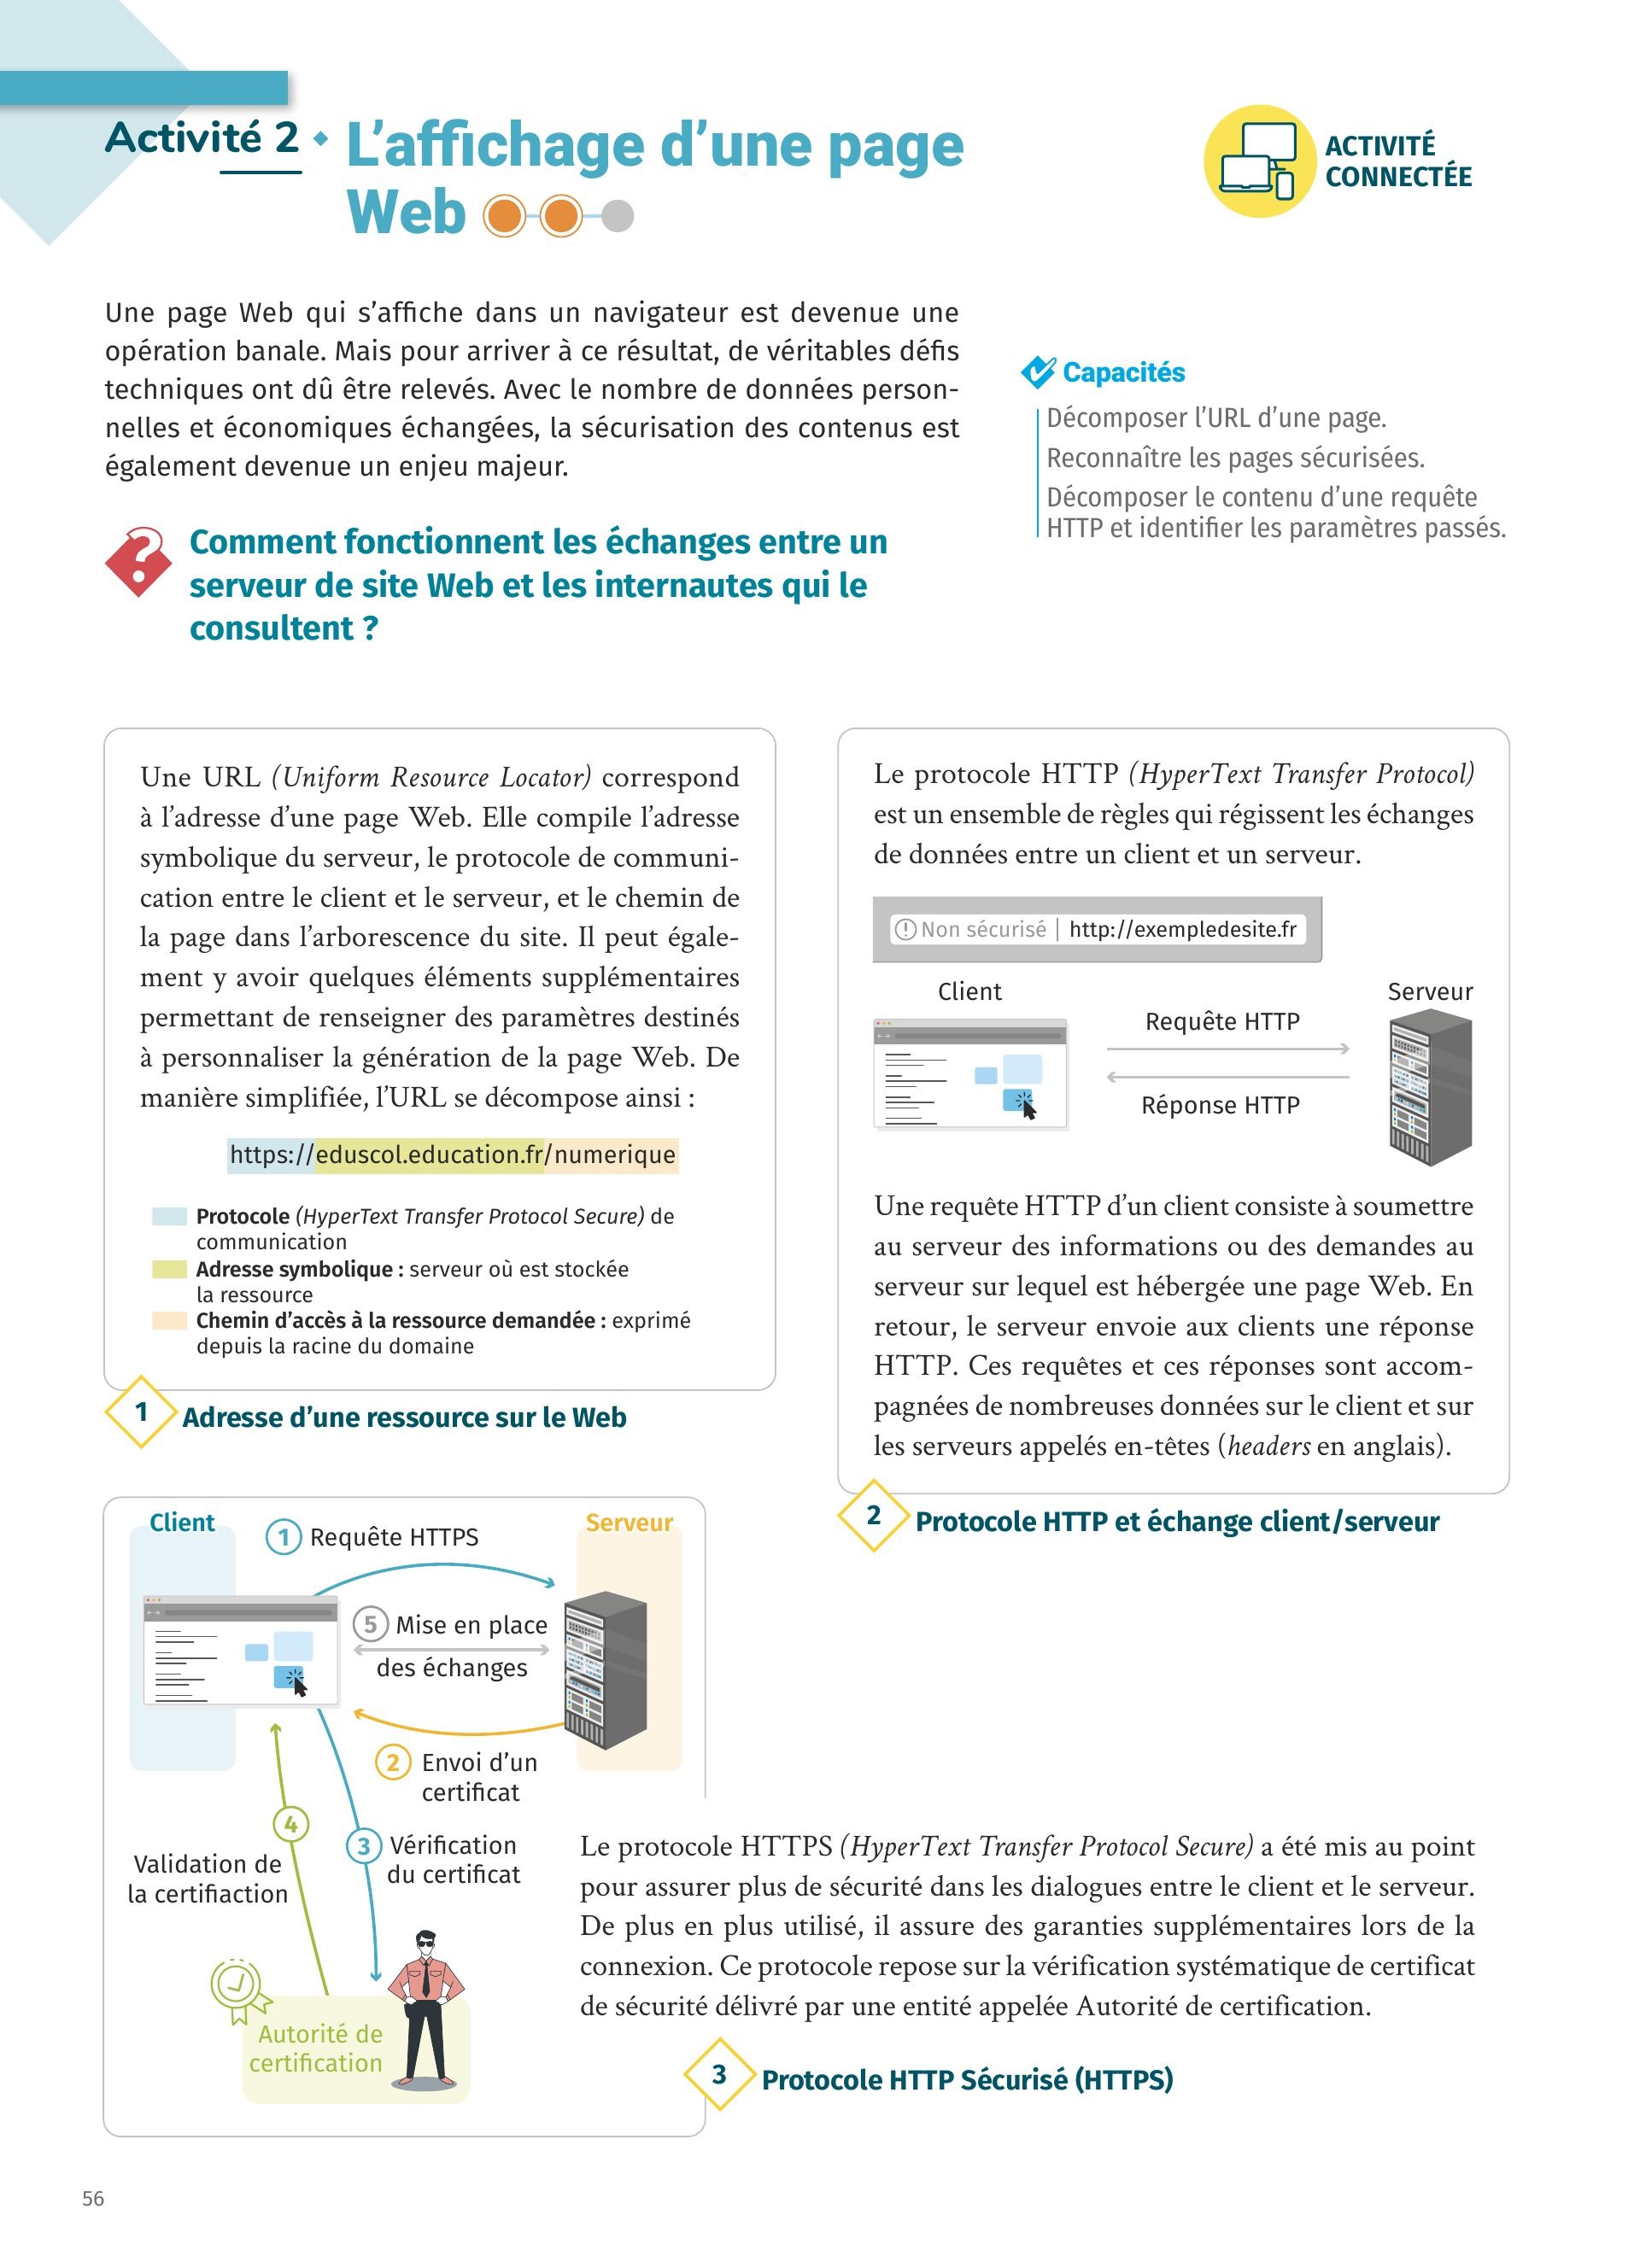 Activité 2 • L'affichage d'une page
Web
ACTIVITÉ
CONNECTÉE
Une page Web qui s'affiche dans un navigateur est devenue une
opération banale. Mais pour arriver à ce résultat, de véritables défis
techniques ont dû être relevés. Avec le nombre de données person-
nelles et économiques échangées, la sécurisation des contenus est
également devenue un enjeu majeur.
Capacités
Décomposer l'URL d'une page.
Reconnaître les pages sécurisées.
Décomposer le contenu d'une requête
HTTP et identifier les paramètres passés.
?
Comment fonctionnent les échanges entre un
serveur de site Web et les internautes qui le
consultent ?
Une URL (Uniform Resource Locator) correspond
à l'adresse d'une page Web. Elle compile l'adresse
symbolique du serveur, le protocole de communi-
cation entre le client et le serveur, et le chemin de
la page dans l'arborescence du site. Il peut égale-
ment y avoir quelques éléments supplémentaires
permettant de renseigner des paramètres destinés
à personnaliser la génération de la page Web. De
manière simplifiée, l'URL se décompose ainsi :
https://eduscol.education.fr/numerique
Protocole (HyperText Transfer Protocol Secure) de
communication
Adresse symbolique : serveur où est stockée
la ressource
Chemin d'accès à la ressource demandée : exprimé
depuis la racine du domaine
1 Adresse d'une ressource sur le Web
Le protocole HTTP (HyperText Transfer Protocol)
est un ensemble de règles qui régissent les échanges
de données entre un client et un serveur.
Non sécurisé | http://exempledesite.fr
Client
Serveur
Requête HTTP
Réponse HTTP
Une requête HTTP d'un client consiste à soumettre
au serveur des informations ou des demandes au
serveur sur lequel est hébergée une page Web. En
retour, le serveur envoie aux clients une réponse
HTTP. Ces requêtes et ces réponses sont accom-
pagnées de nombreuses données sur le client et sur
les serveurs appelés en-têtes (headers en anglais).
2 Protocole HTTP et échange client/serveur
Client
Serveur
1 Requête HTTPS
5 Mise en place
des échanges
2 Envoi d'un
certificat
4
Validation de
la certifiaction
3 Vérification
du certificat
Autorité de
certification
Le protocole HTTPS (HyperText Transfer Protocol Secure) a été mis au point
pour assurer plus de sécurité dans les dialogues entre le client et le serveur.
De plus en plus utilisé, il assure des garanties supplémentaires lors de la
connexion. Ce protocole repose sur la vérification systématique de certificat
de sécurité délivré par une entité appelée Autorité de certification.
3 Protocole HTTP Sécurisé (HTTPS)
56